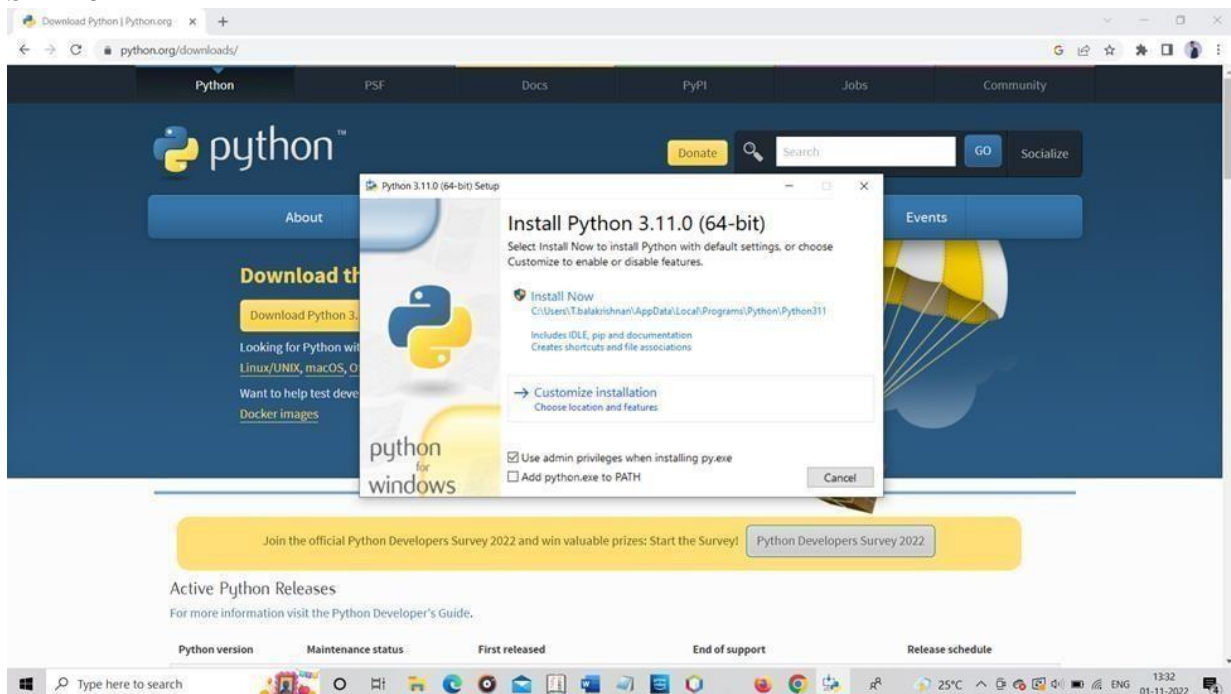 Download Python | Python.org
python.org/downloads/
Python PSF Docs PyPI Jobs Community
python™
Donate Search GO Socialize
Python 3.11.0 (64-bit) Setup
About Events
Install Python 3.11.0 (64-bit)
Select Install Now to install Python with default settings, or choose
Customize to enable or disable features.
Install Now
C:\Users\T.balakrishnan\AppData\Local\Programs\Python\Python311
Includes IDLE, pip and documentation
Creates shortcuts and file associations
Customize installation
Choose location and features
Use admin privileges when installing py.exe
Add python.exe to PATH
Cancel
python
for
windows
Download th
Download Python 3.
Looking for Python wit
Linux/UNIX, macOS, O
Want to help test deve
Docker images
Join the official Python Developers Survey 2022 and win valuable prizes: Start the Survey! Python Developers Survey 2022
Active Python Releases
For more information visit the Python Developer's Guide.
Python version Maintenance status First released End of support Release schedule
Type here to search
25°C ENG 13:32
01-11-2022